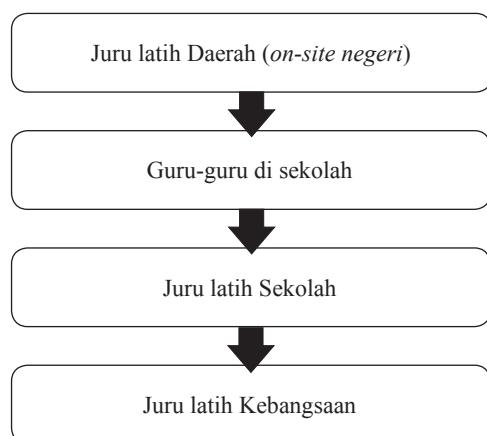 Juru latih Daerah (on-site negeri)
Guru-guru di sekolah
Juru latih Sekolah
Juru latih Kebangsaan